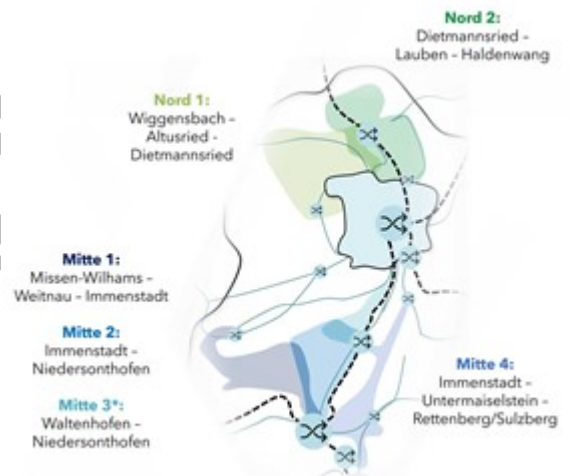 Nord 2:
Dietmannsried –
Lauben – Haldenwang
Nord 1:
Wiggensbach –
Altusried -
Dietmannsried
Mitte 1:
Missen-Wilhams –
Weitnau – Immenstadt
Mitte 2:
Immenstadt –
Niedersonthofen
Mitte 3*:
Waltenhofen –
Niedersonthofen
Mitte 4:
Immenstadt –
Untermaiselstein –
Rettenberg/Sulzberg